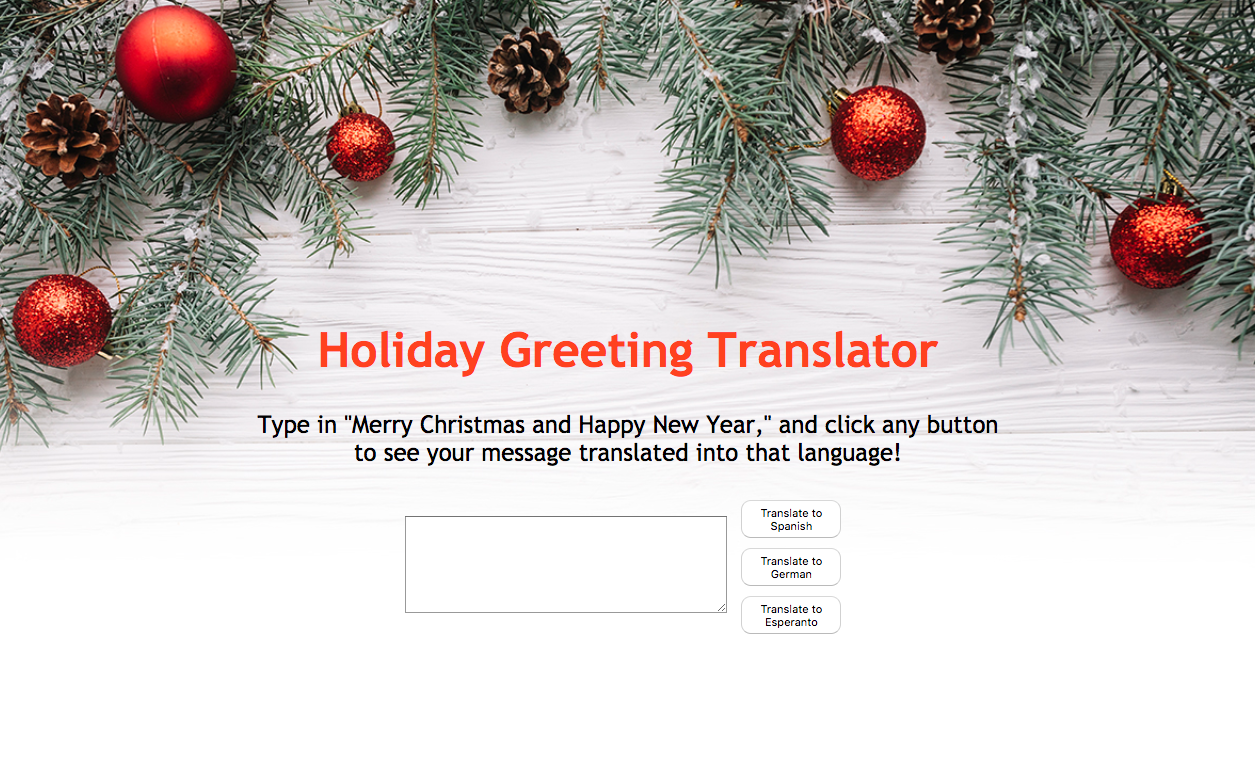 Holiday Greeting Translator
Type in "Merry Christmas and Happy New Year," and click any button
to see your message translated into that language!
Translate to
Spanish
Translate to
German
Translate to
Esperanto